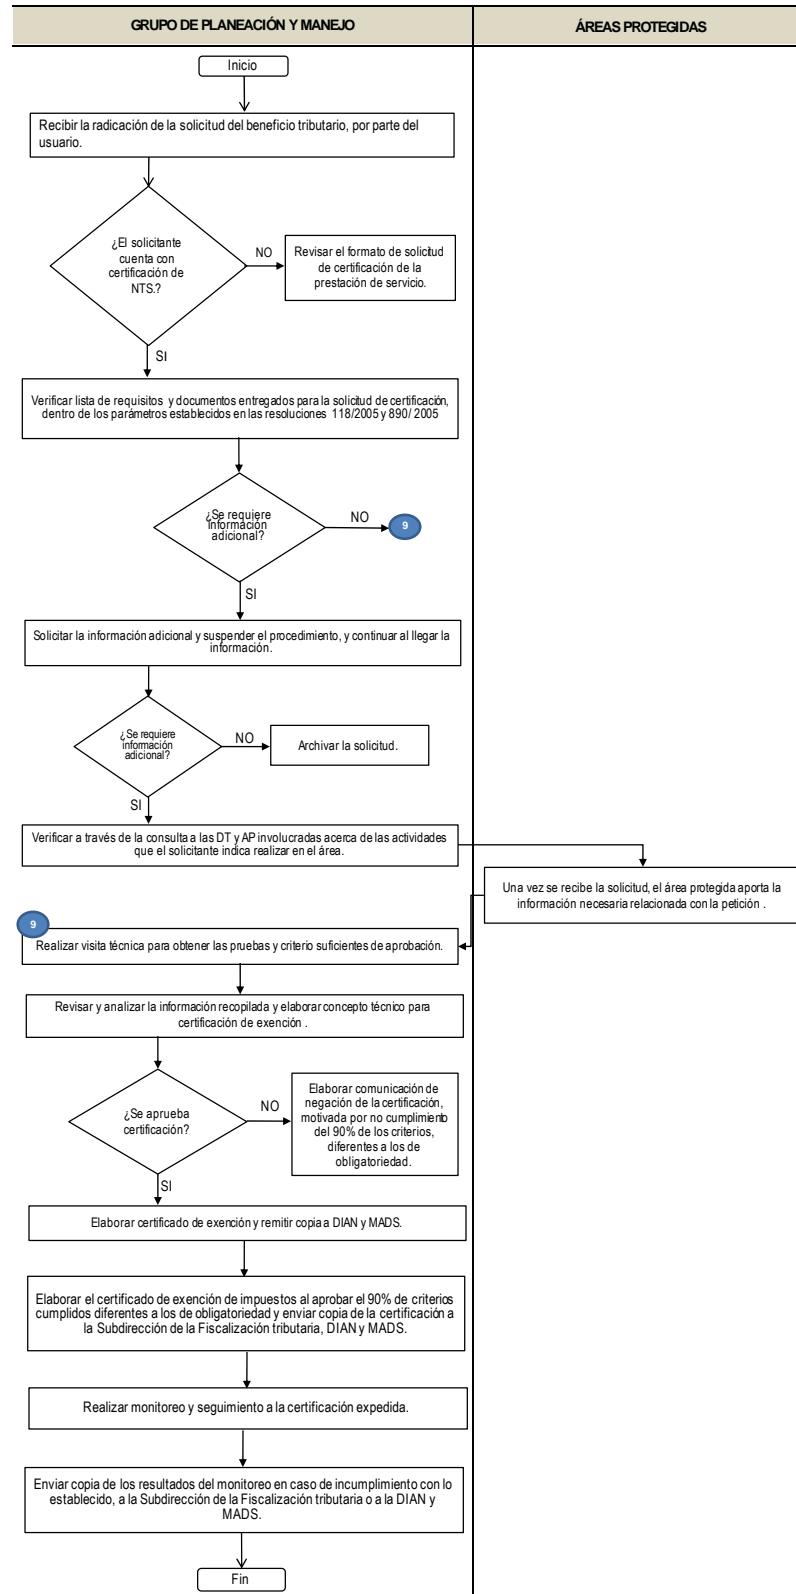 GRUPO DE PLANEACIÓN Y MANEJO
ÁREAS PROTEGIDAS
Inicio
Recibir la radicación de la solicitud del beneficio tributario, por parte del
usuario.
¿El solicitante
cuenta con
certificación de
NTS.?
NO
Revisar el formato de solicitud
de certificación de la
prestación de servicio.
SI
Verificar lista de requisitos y documentos entregados para la solicitud de certificación,
dentro de los parámetros establecidos en las resoluciones 118/2005 y 890/ 2005
¿Se requiere
información
adicional?
NO
9
SI
Solicitar la información adicional y suspender el procedimiento, y continuar al llegar la
información.
¿Se requiere
información
adicional?
NO
Archivar la solicitud.
SI
Verificar a través de la consulta a las DT y AP involucradas acerca de las actividades
que el solicitante indica realizar en el área.
Una vez se recibe la solicitud, el área protegida aporta la
información necesaria relacionada con la petición .
9
Realizar visita técnica para obtener las pruebas y criterio suficientes de aprobación.
Revisar y analizar la información recopilada y elaborar concepto técnico para
certificación de exención .
¿Se aprueba
certificación?
NO
Elaborar comunicación de
negación de la certificación,
motivada por no cumplimiento
del 90% de los criterios,
diferentes a los de
obligatoriedad.
SI
Elaborar certificado de exención y remitir copia a DIAN y MADS.
Elaborar el certificado de exención de impuestos al aprobar el 90% de criterios
cumplidos diferentes a los de obligatoriedad y enviar copia de la certificación a
la Subdirección de la Fiscalización tributaria, DIAN y MADS.
Realizar monitoreo y seguimiento a la certificación expedida.
Enviar copia de los resultados del monitoreo en caso de incumplimiento con lo
establecido, a la Subdirección de la Fiscalización tributaria o a la DIAN y
MADS.
Fin